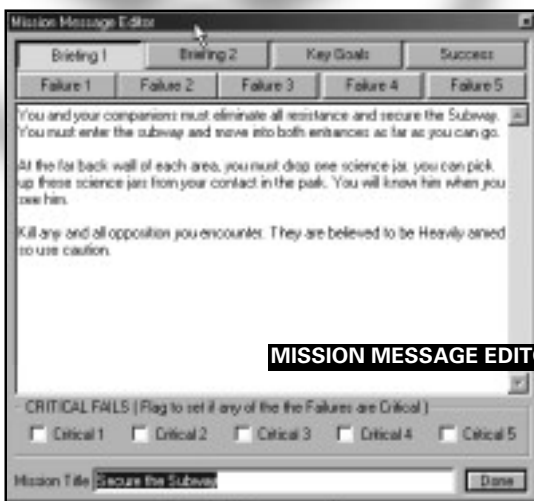 Mission Message Editor
Briefing 1 Briefing 2 Key Goals Success
Failure 1 Failure 2 Failure 3 Failure 4 Failure 5
You and your companions must eliminate all resistance and secure the Subway.
You must enter the subway and move into both entrances as far as you can go.
At the far back wall of each area, you must drop one science jar. you can pick
up these science jars from your contact in the park. You will know him when you
see him.
Kill any and all opposition you encounter. They are believed to be Heavily armed
so use caution.
MISSION MESSAGE EDITO
CRITICAL FAILS ( Flag to set if any of the the Failures are Critical )
Critical 1 Critical 2 Critical 3 Critical 4 Critical 5
Mission Title Secure the Subway Done